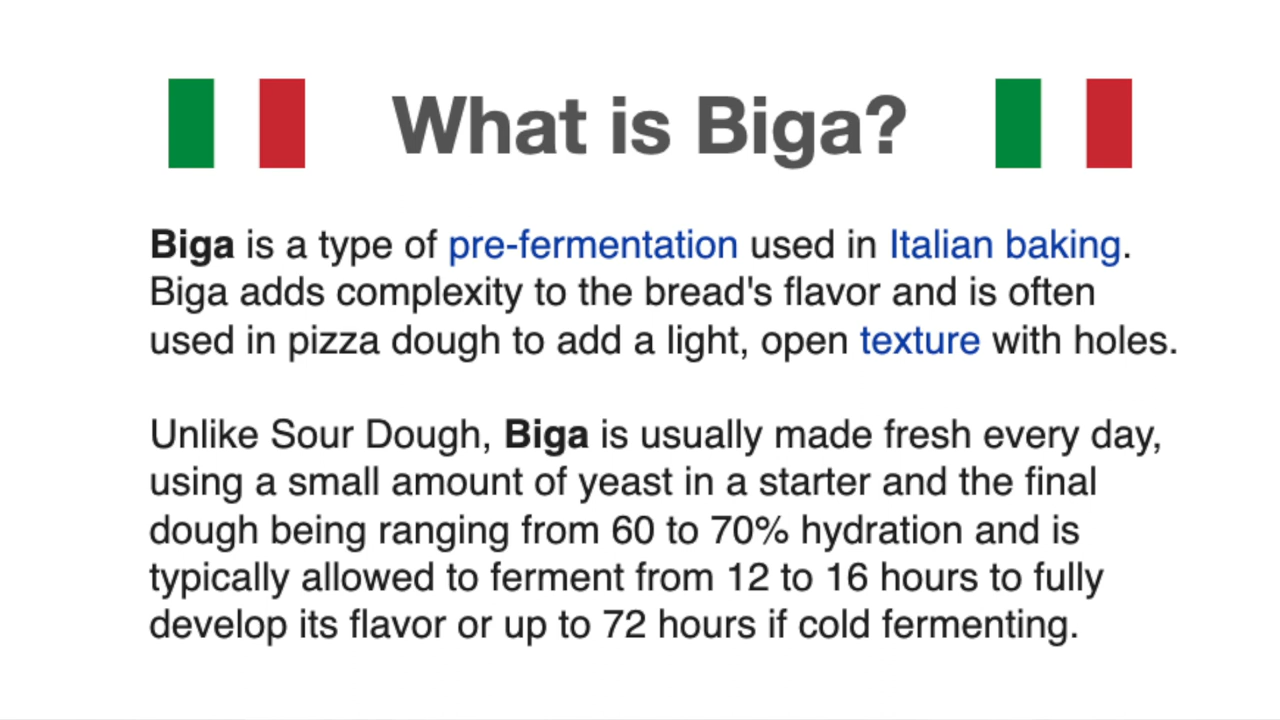 What is Biga?
Biga is a type of pre-fermentation used in Italian baking.
Biga adds complexity to the bread's flavor and is often
used in pizza dough to add a light, open texture with holes.
Unlike Sour Dough, Biga is usually made fresh every day,
using a small amount of yeast in a starter and the final
dough being ranging from 60 to 70% hydration and is
typically allowed to ferment from 12 to 16 hours to fully
develop its flavor or up to 72 hours if cold fermenting.